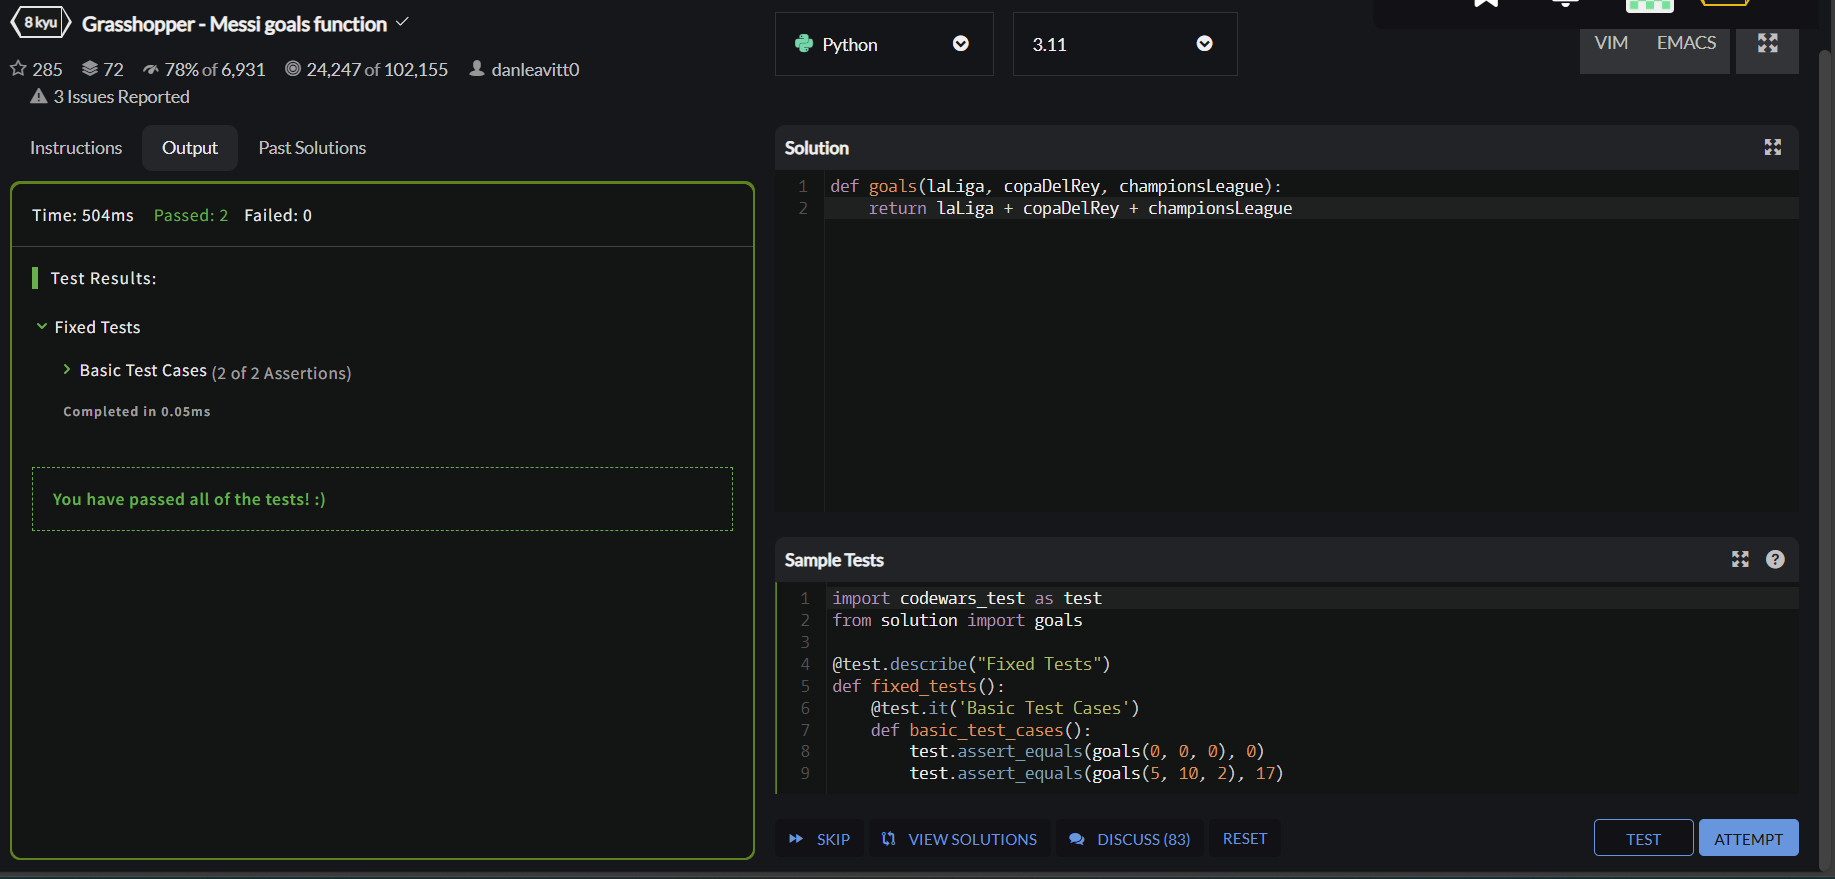 8 kyu Grasshopper - Messi goals function
285 72 78% of 6,931 24,247 of 102,155 danleavitt0
3 Issues Reported
Instructions Output Past Solutions
Time: 504ms Passed: 2 Failed: 0
Test Results:
Fixed Tests
Basic Test Cases (2 of 2 Assertions)
Completed in 0.05ms
You have passed all of the tests! :)
Python 3.11 VIM EMACS
Solution
1 def goals(laLiga, copaDelRey, championsLeague):
2     return laLiga + copaDelRey + championsLeague
Sample Tests ?
1 import codewars_test as test
2 from solution import goals
3
4 @test.describe("Fixed Tests")
5 def fixed_tests():
6     @test.it('Basic Test Cases')
7     def basic_test_cases():
8         test.assert_equals(goals(0, 0, 0), 0)
9         test.assert_equals(goals(5, 10, 2), 17)
SKIP VIEW SOLUTIONS DISCUSS (83) RESET TEST ATTEMPT